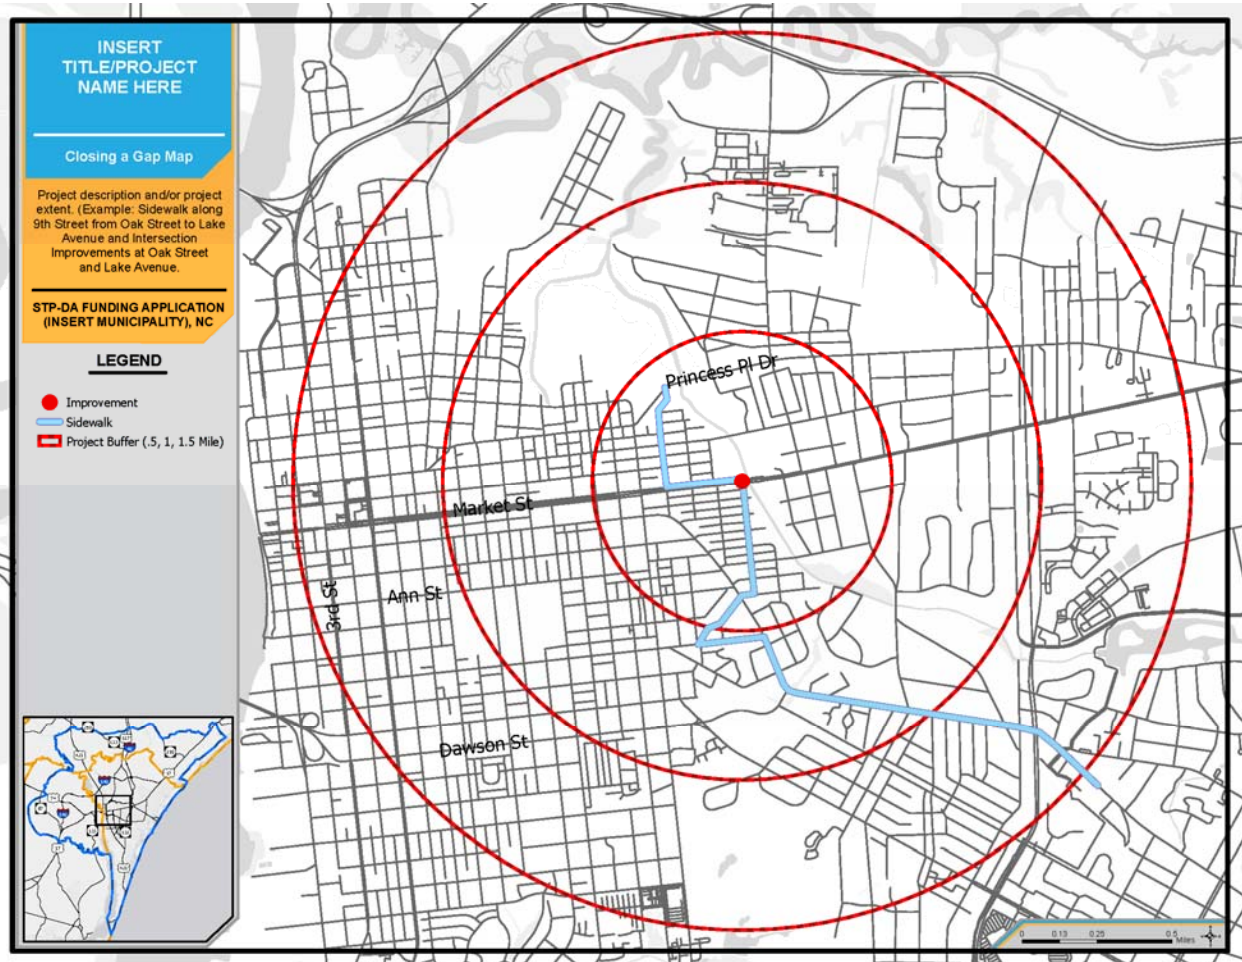 INSERT
TITLE/PROJECT
NAME HERE
Closing a Gap Map
Project description and/or project
extent. (Example: Sidewalk along
9th Street from Oak Street to Lake
Avenue and Intersection
Improvements at Oak Street
and Lake Avenue.
STP-DA FUNDING APPLICATION
(INSERT MUNICIPALITY), NC
LEGEND
Improvement
Sidewalk
Project Buffer (.5, 1, 1.5 Mile)
Princess Pl Dr
Market St
3rd St
Ann St
Dawson St
0 0.13 0.25 0.5
Miles